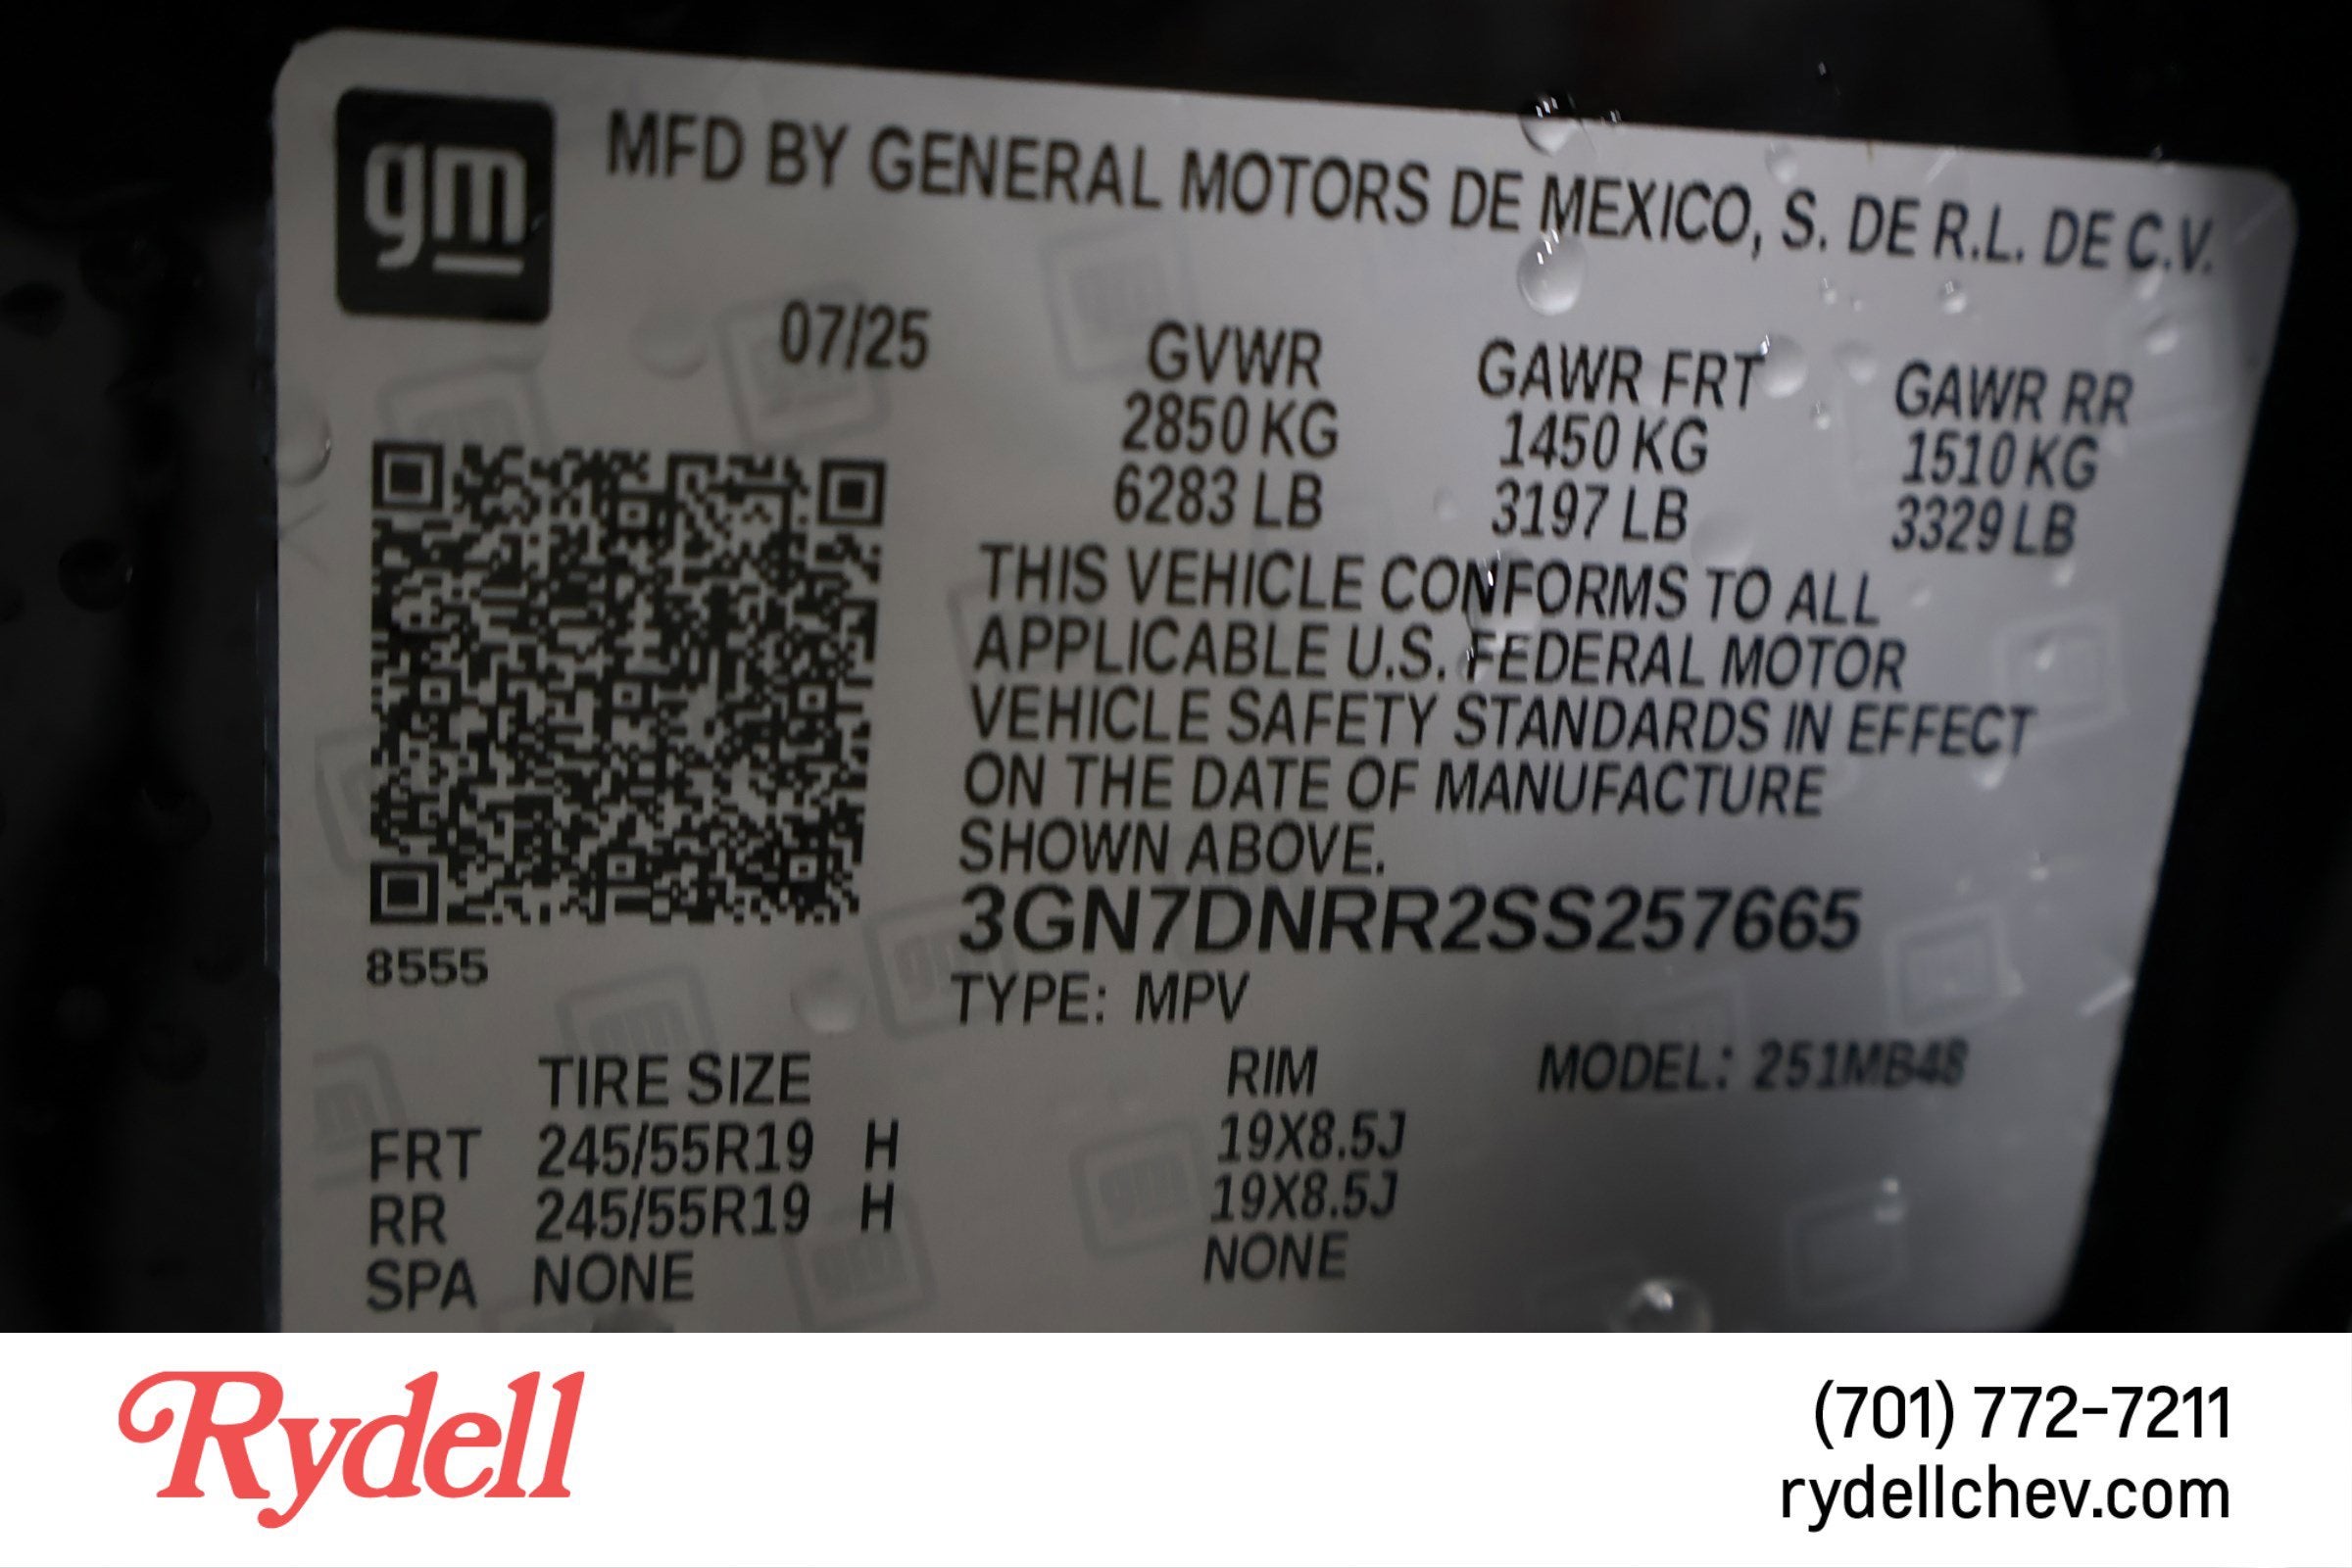 gm
MFD BY GENERAL MOTORS DE MEXICO, S. DE R.L. DE C.V.
07/25
GVWR GAWR FRT GAWR RR
2850 KG 1450 KG 1510 KG
6283 LB 3197 LB 3329 LB
THIS VEHICLE CONFORMS TO ALL
APPLICABLE U.S. FEDERAL MOTOR
VEHICLE SAFETY STANDARDS IN EFFECT
ON THE DATE OF MANUFACTURE
SHOWN ABOVE.
3GN7DNRR2SS257665
8555
TYPE: MPV
TIRE SIZE RIM MODEL: 251MB48
FRT 245/55R19 H 19X8.5J
RR 245/55R19 H 19X8.5J
SPA NONE NONE
Rydell
(701) 772-7211
rydellchev.com